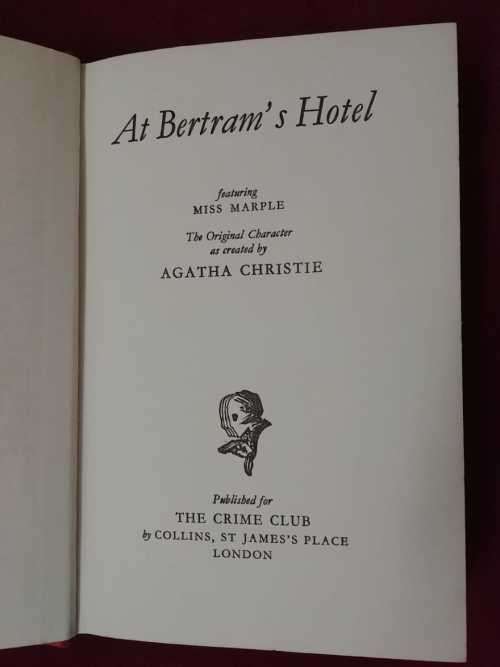 At Bertram's Hotel
featuring
MISS MARPLE
The Original Character
as created by
AGATHA CHRISTIE
Published for
THE CRIME CLUB
by COLLINS, ST JAMES'S PLACE
LONDON